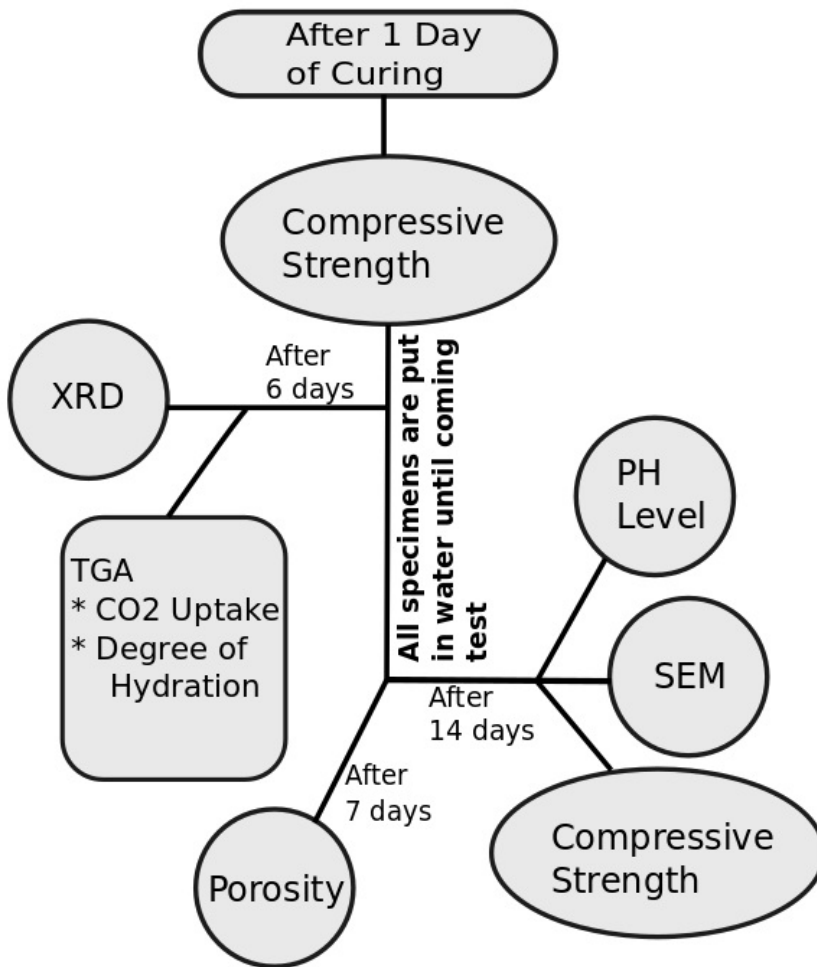 After 1 Day
of Curing
Compressive
Strength
After
6 days
XRD
All specimens are put
in water until coming
test
PH
Level
TGA
* CO2 Uptake
* Degree of
Hydration
SEM
After
14 days
After
7 days
Compressive
Strength
Porosity